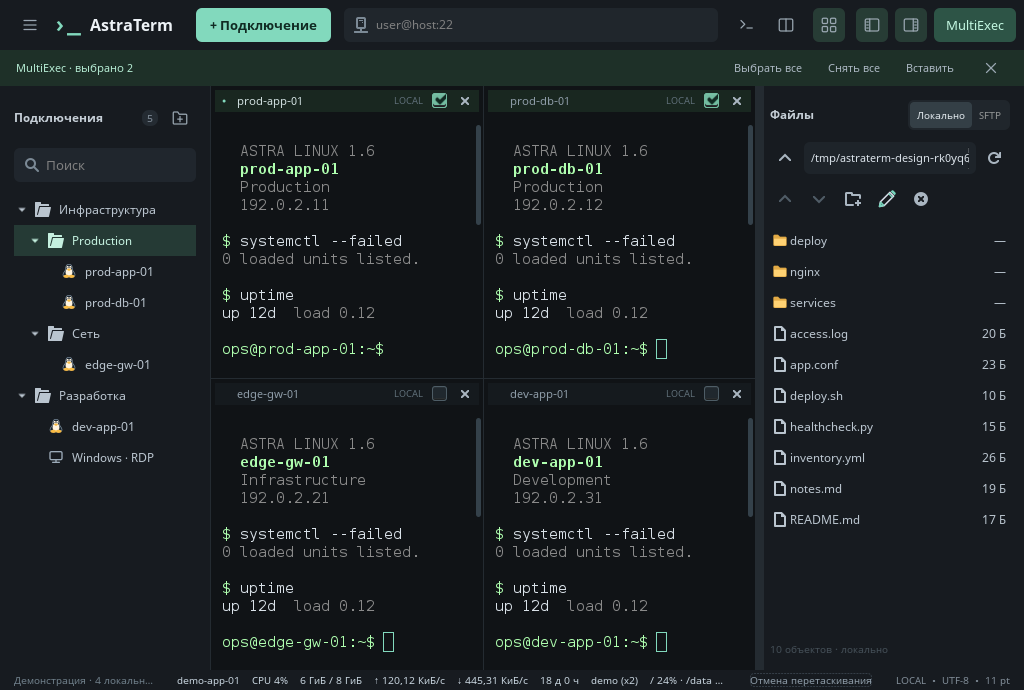 AstraTerm
+ Подключение
user@host:22
MultiExec
MultiExec · выбрано 2
Выбрать все
Снять все
Вставить
Подключения
5
Поиск
Инфраструктура
Production
prod-app-01
prod-db-01
Сеть
edge-gw-01
Разработка
dev-app-01
Windows · RDP
• prod-app-01 LOCAL
ASTRA LINUX 1.6
prod-app-01
Production
192.0.2.11
$ systemctl --failed
0 loaded units listed.
$ uptime
up 12d  load 0.12
ops@prod-app-01:~$
prod-db-01 LOCAL
ASTRA LINUX 1.6
prod-db-01
Production
192.0.2.12
$ systemctl --failed
0 loaded units listed.
$ uptime
up 12d  load 0.12
ops@prod-db-01:~$
edge-gw-01 LOCAL
ASTRA LINUX 1.6
edge-gw-01
Infrastructure
192.0.2.21
$ systemctl --failed
0 loaded units listed.
$ uptime
up 12d  load 0.12
ops@edge-gw-01:~$
dev-app-01 LOCAL
ASTRA LINUX 1.6
dev-app-01
Development
192.0.2.31
$ systemctl --failed
0 loaded units listed.
$ uptime
up 12d  load 0.12
ops@dev-app-01:~$
Файлы
Локально
SFTP
/tmp/astraterm-design-rk0yq6
deploy —
nginx —
services —
access.log 20 Б
app.conf 23 Б
deploy.sh 10 Б
healthcheck.py 15 Б
inventory.yml 26 Б
notes.md 19 Б
README.md 17 Б
10 объектов · локально
Демонстрация · 4 локальн...
demo-app-01
CPU 4%
6 ГиБ / 8 ГиБ
↑ 120,12 КиБ/с
↓ 445,31 КиБ/с
18 д 0 ч
demo (x2)
/ 24% · /data ...
Отмена перетаскивания
LOCAL • UTF-8 • 11 pt